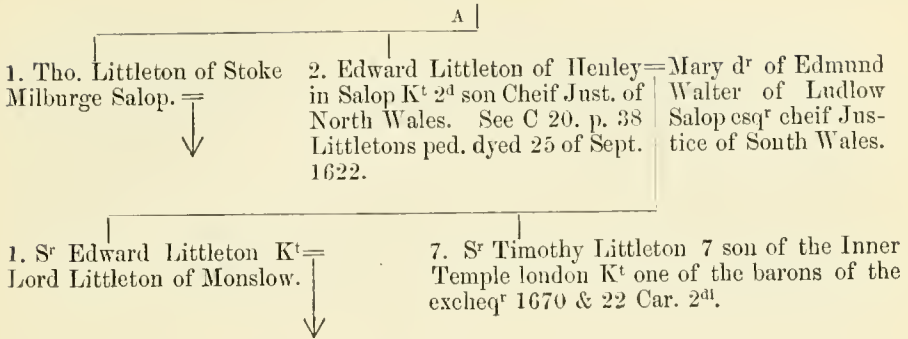 A
1. Tho. Littleton of Stoke
Milburge Salop. =
2. Edward Littleton of Henley=
in Salop Kᵗ 2ᵈ son Cheif Just. of
North Wales. See C 20. p. 38
Littletons ped. dyed 25 of Sept.
1622.
Mary dʳ of Edmund
Walter of Ludlow
Salop esqʳ cheif Jus-
tice of South Wales.
1. Sʳ Edward Littleton Kᵗ=
Lord Littleton of Monslow.
7. Sʳ Timothy Littleton 7 son of the Inner
Temple london Kᵗ one of the barons of the
excheqʳ 1670 & 22 Car. 2ᵈⁱ.